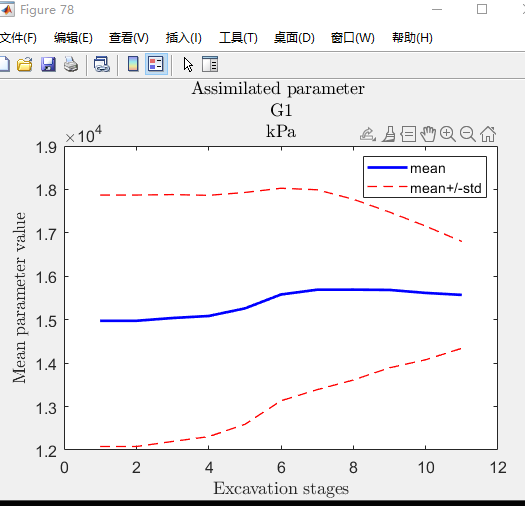 Figure 78
文件(F) 编辑(E) 查看(V) 插入(I) 工具(T) 桌面(D) 窗口(W) 帮助(H)
Assimilated parameter
G1
kPa
×10⁴
1.9
1.8
1.7
1.6
1.5
1.4
1.3
1.2
Mean parameter value
mean
mean+/-std
0 2 4 6 8 10 12
Excavation stages